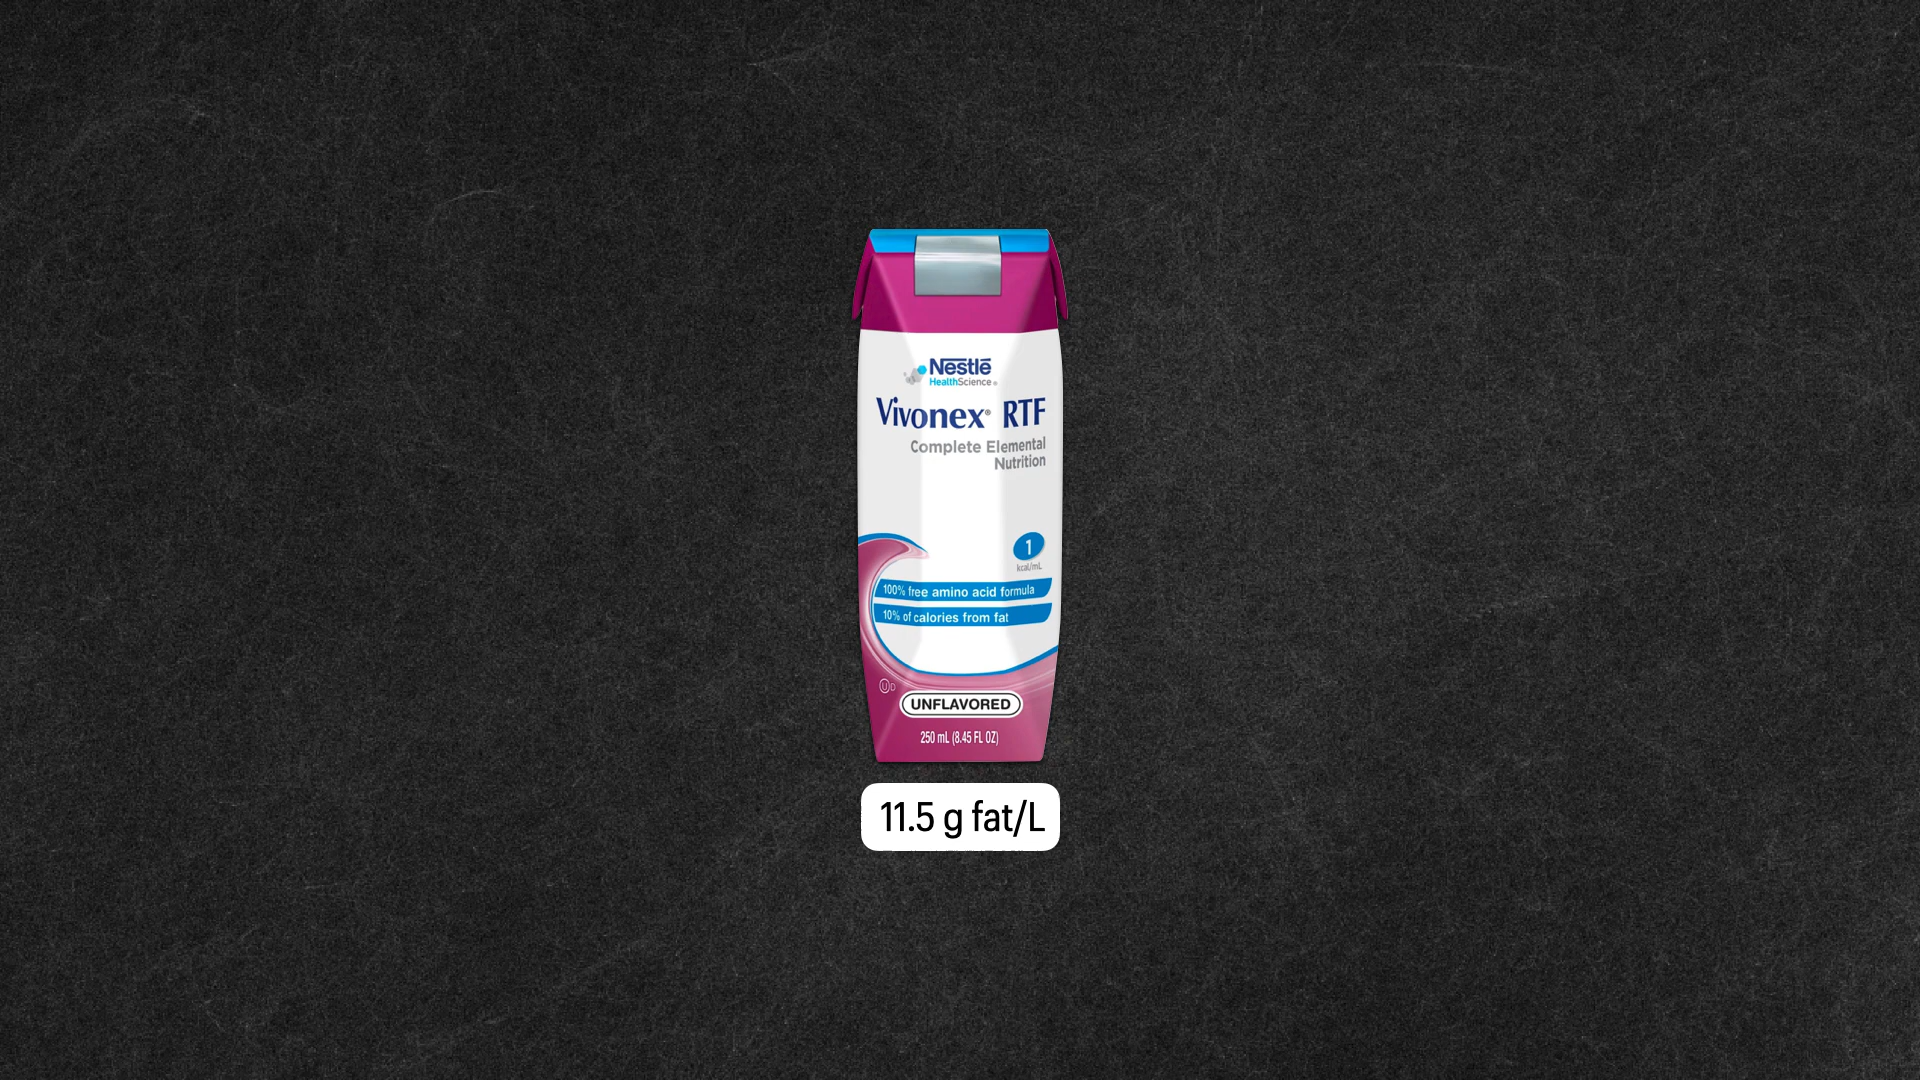 Nestlé
HealthScience®
Vivonex® RTF
Complete Elemental
Nutrition
1
kcal/mL
100% free amino acid formula
10% of calories from fat
UD
UNFLAVORED
250 mL (8.45 FL OZ)
11.5 g fat/L